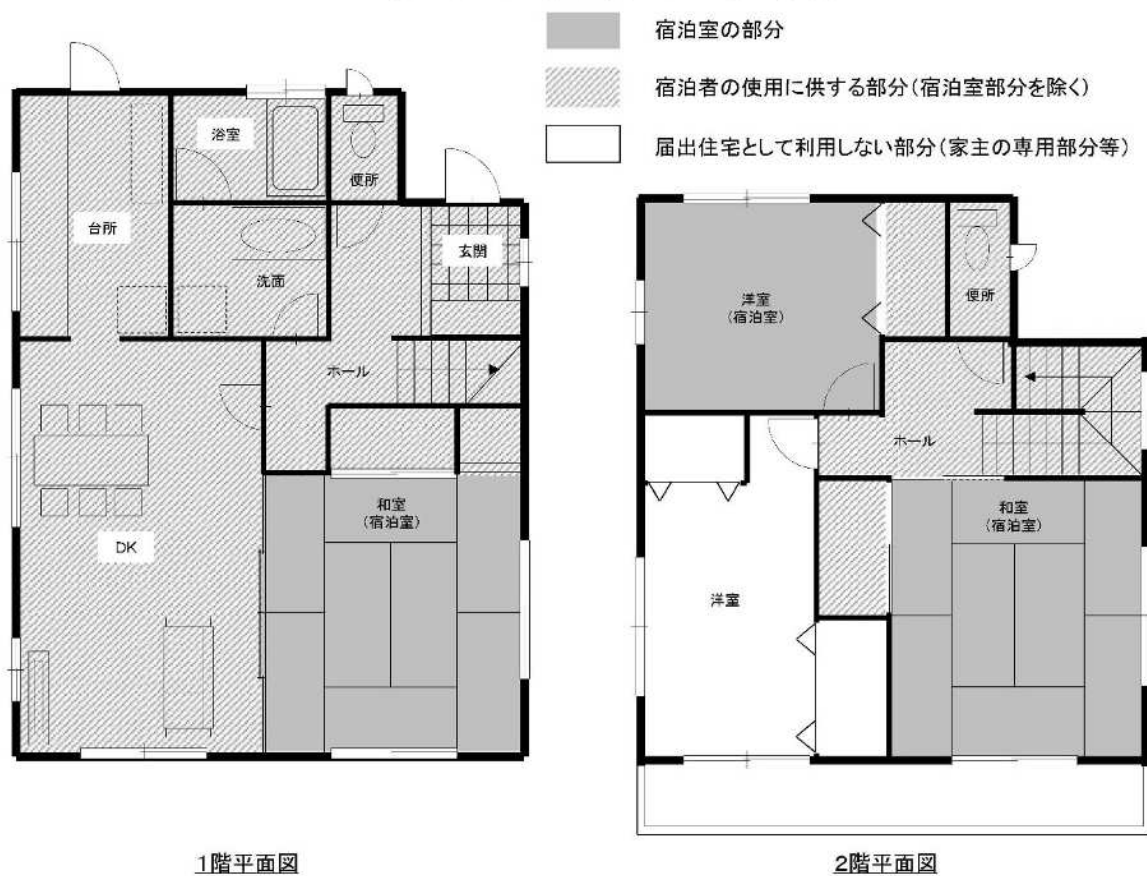 宿泊室の部分
宿泊者の使用に供する部分(宿泊室部分を除く)
届出住宅として利用しない部分(家主の専用部分等)
浴室
便所
台所
洗面
玄関
ホール
和室
(宿泊室)
DK
1階平面図
洋室
(宿泊室)
便所
ホール
和室
(宿泊室)
洋室
2階平面図